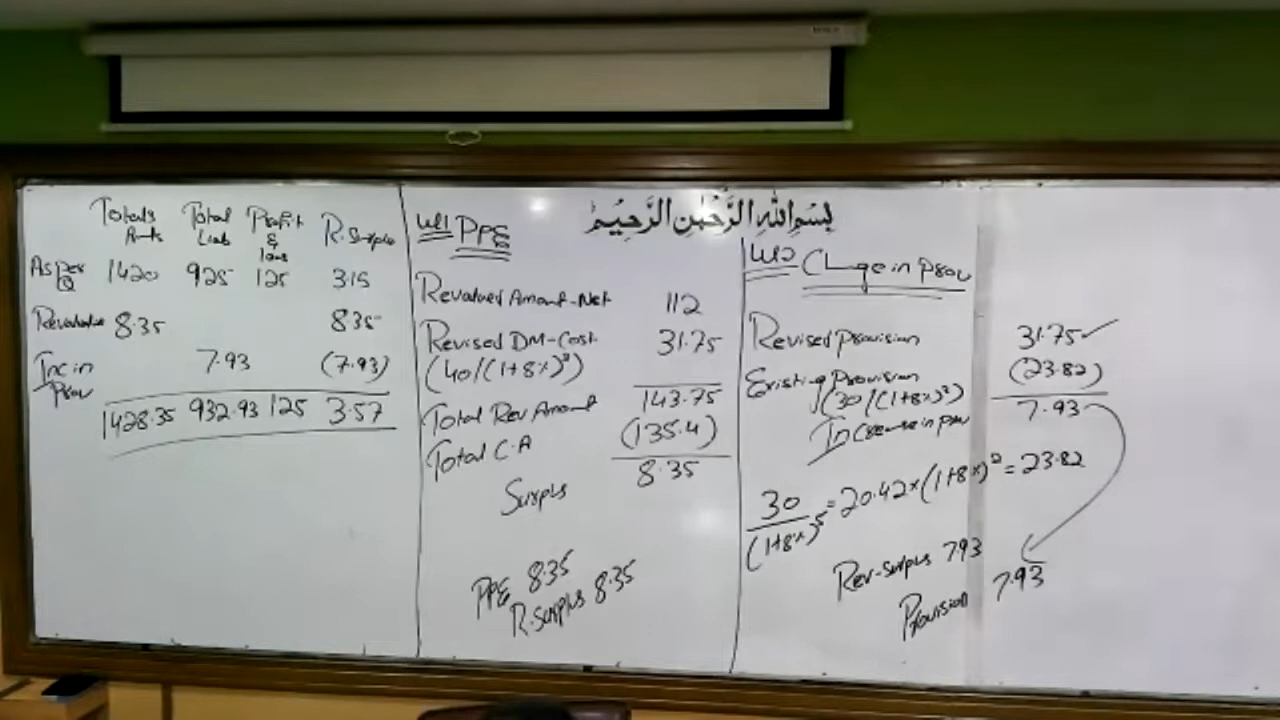 بِسْمِ اللهِ الرَّحْمٰنِ الرَّحِيْمِ
Totals Total Profit R. Surplus
Liab & loss
As per Q 1420 925 125 3.15
8.35 8.35
Inc in Prov 7.93 (7.93)
1428.35 932.93 125 3.57
W1 PPE
Revalued Amount-Net 112
Revised DM-Cost 31.75
(40/(1+8%)³)
Total Rev Amount 143.75
Total C.A (135.4)
Surplus 8.35
PPE 8.35
R.Surplus 8.35
W2 Change in Prov
Revised Provision 31.75 ✓
Existing Provision (23.82)
(30/(1+8%)³)
Increase in prov 7.93
30/(1+8%)⁵ = 20.42×(1+8%)² = 23.82
Rev-surplus 7.93
Provision 7.93